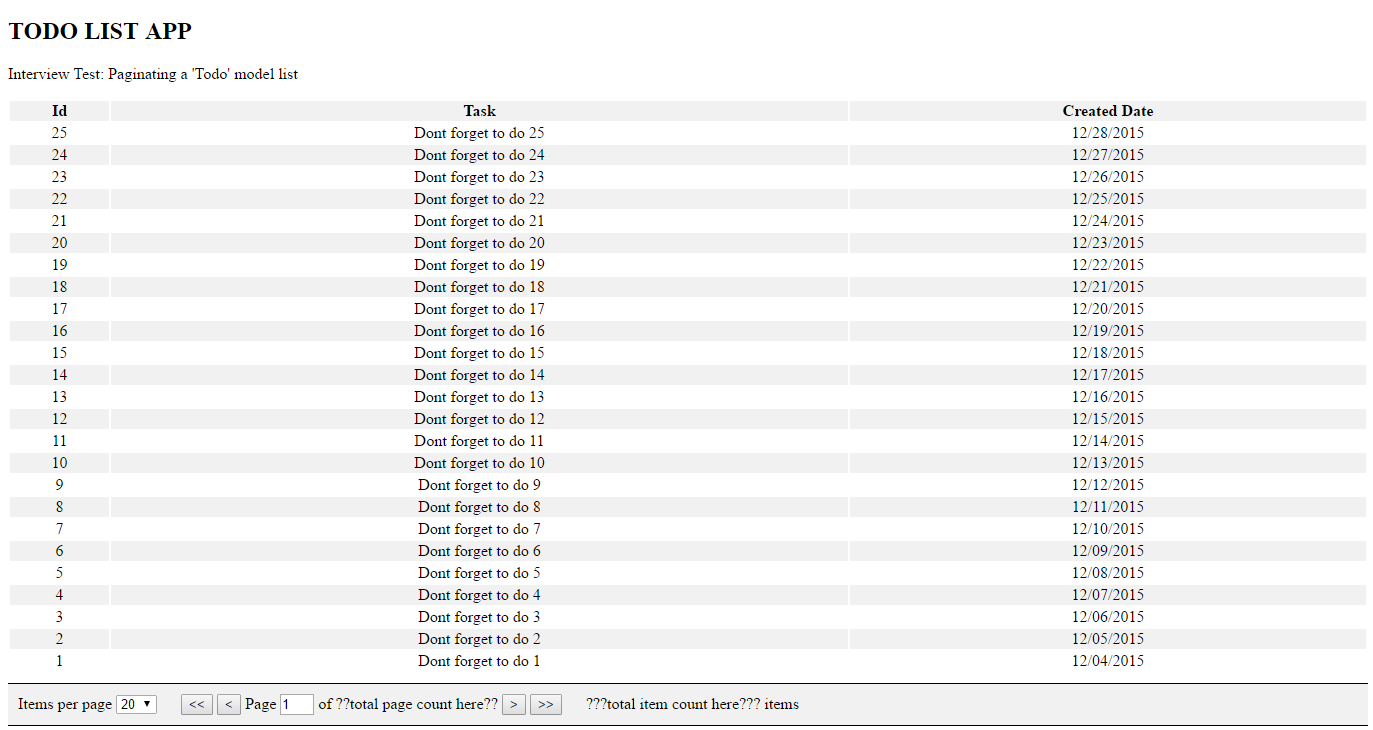 TODO LIST APP
Interview Test: Paginating a 'Todo' model list
Id Task Created Date
25 Dont forget to do 25 12/28/2015
24 Dont forget to do 24 12/27/2015
23 Dont forget to do 23 12/26/2015
22 Dont forget to do 22 12/25/2015
21 Dont forget to do 21 12/24/2015
20 Dont forget to do 20 12/23/2015
19 Dont forget to do 19 12/22/2015
18 Dont forget to do 18 12/21/2015
17 Dont forget to do 17 12/20/2015
16 Dont forget to do 16 12/19/2015
15 Dont forget to do 15 12/18/2015
14 Dont forget to do 14 12/17/2015
13 Dont forget to do 13 12/16/2015
12 Dont forget to do 12 12/15/2015
11 Dont forget to do 11 12/14/2015
10 Dont forget to do 10 12/13/2015
9 Dont forget to do 9 12/12/2015
8 Dont forget to do 8 12/11/2015
7 Dont forget to do 7 12/10/2015
6 Dont forget to do 6 12/09/2015
5 Dont forget to do 5 12/08/2015
4 Dont forget to do 4 12/07/2015
3 Dont forget to do 3 12/06/2015
2 Dont forget to do 2 12/05/2015
1 Dont forget to do 1 12/04/2015
Items per page 20 << < Page 1 of ??total page count here?? > >> ???total item count here??? items